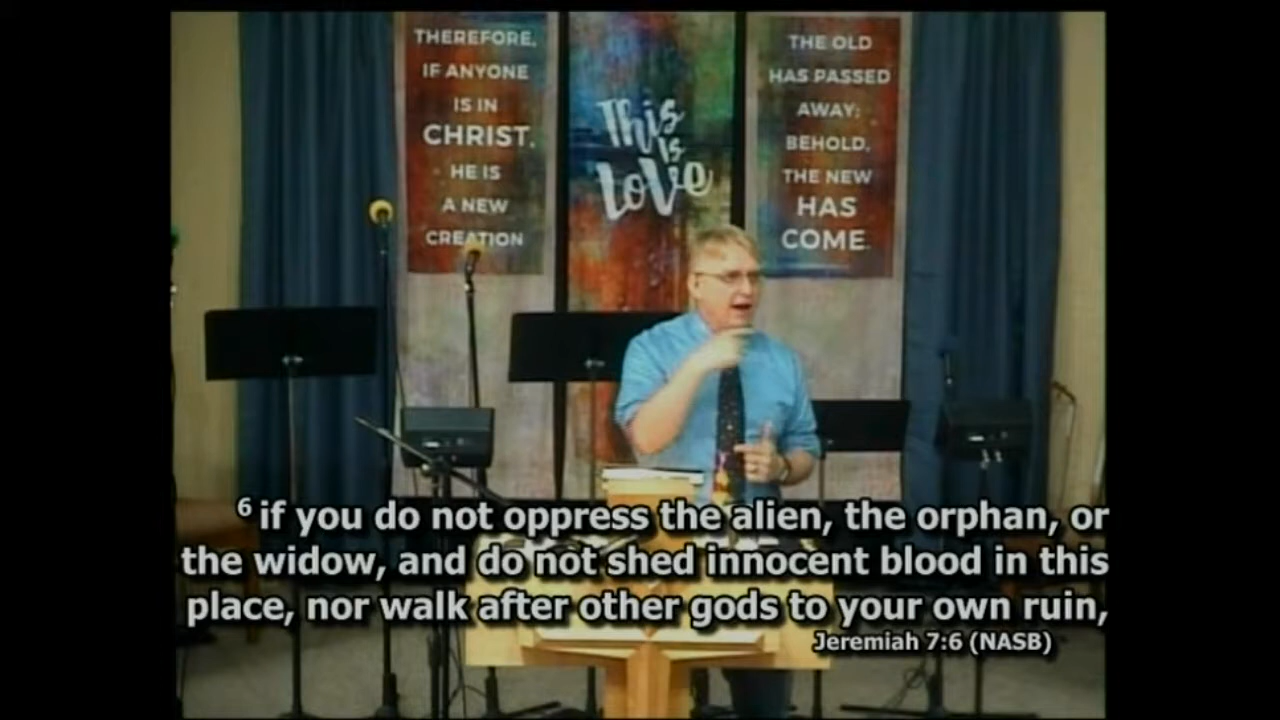 THEREFORE,
IF ANYONE
IS IN
CHRIST,
HE IS
A NEW
CREATION
This
is
Love
THE OLD
HAS PASSED
AWAY;
BEHOLD,
THE NEW
HAS
COME.
6 if you do not oppress the alien, the orphan, or
the widow, and do not shed innocent blood in this
place, nor walk after other gods to your own ruin,
Jeremiah 7:6 (NASB)